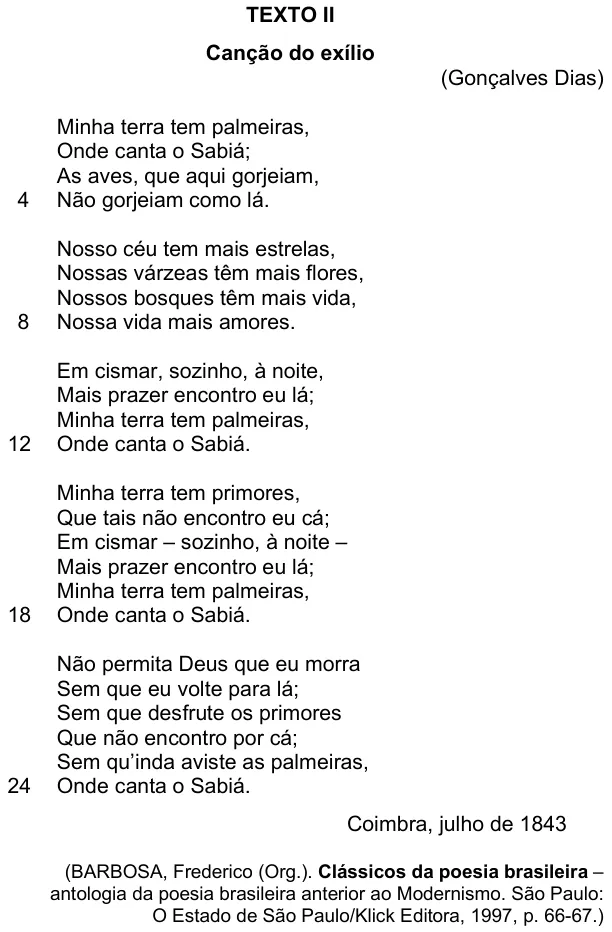 TEXTO II
Canção do exílio
(Gonçalves Dias)
Minha terra tem palmeiras,
Onde canta o Sabiá;
As aves, que aqui gorjeiam,
4 Não gorjeiam como lá.
Nosso céu tem mais estrelas,
Nossas várzeas têm mais flores,
Nossos bosques têm mais vida,
8 Nossa vida mais amores.
Em cismar, sozinho, à noite,
Mais prazer encontro eu lá;
Minha terra tem palmeiras,
12 Onde canta o Sabiá.
Minha terra tem primores,
Que tais não encontro eu cá;
Em cismar – sozinho, à noite –
Mais prazer encontro eu lá;
Minha terra tem palmeiras,
18 Onde canta o Sabiá.
Não permita Deus que eu morra
Sem que eu volte para lá;
Sem que desfrute os primores
Que não encontro por cá;
Sem qu’inda aviste as palmeiras,
24 Onde canta o Sabiá.
Coimbra, julho de 1843
(BARBOSA, Frederico (Org.). Clássicos da poesia brasileira –
antologia da poesia brasileira anterior ao Modernismo. São Paulo:
O Estado de São Paulo/Klick Editora, 1997, p. 66-67.)